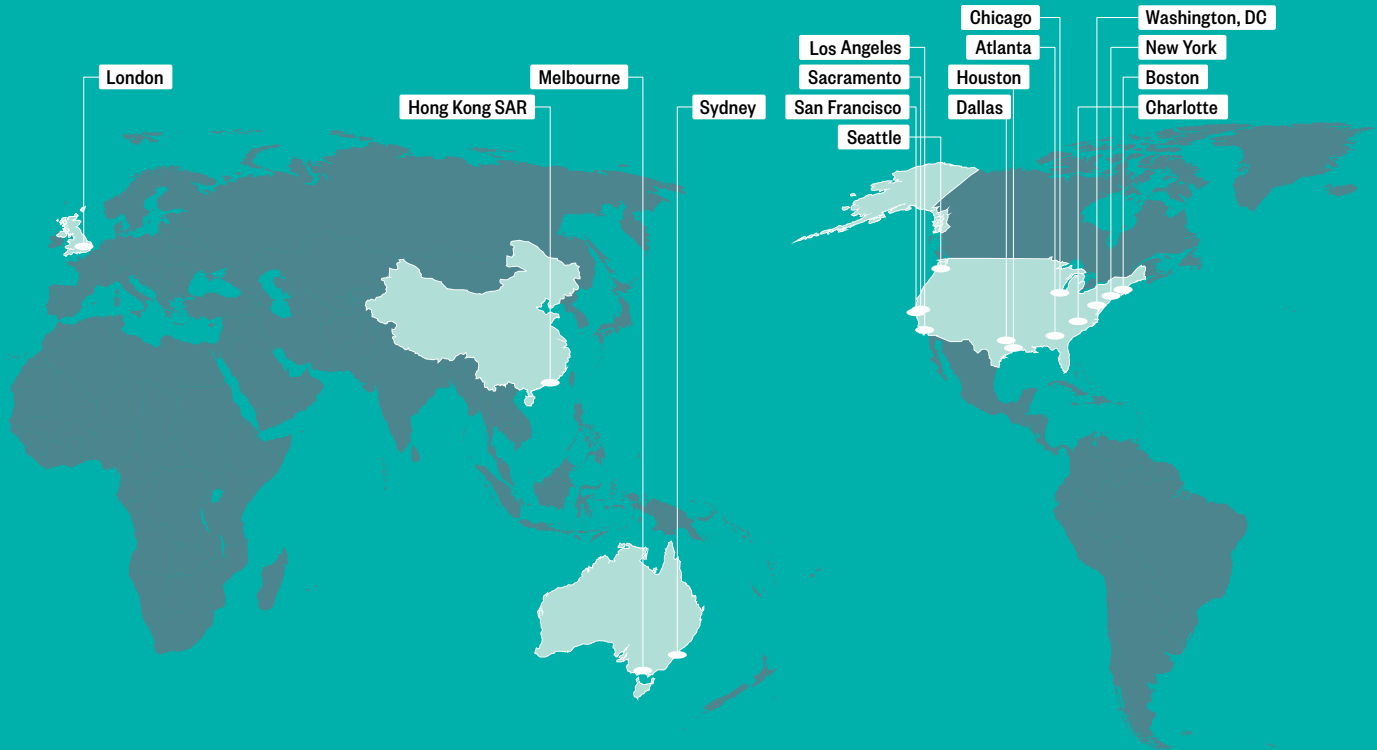 London
Melbourne
Hong Kong SAR
Sydney
Chicago
Los Angeles
Atlanta
Sacramento
Houston
San Francisco
Dallas
Seattle
Washington, DC
New York
Boston
Charlotte